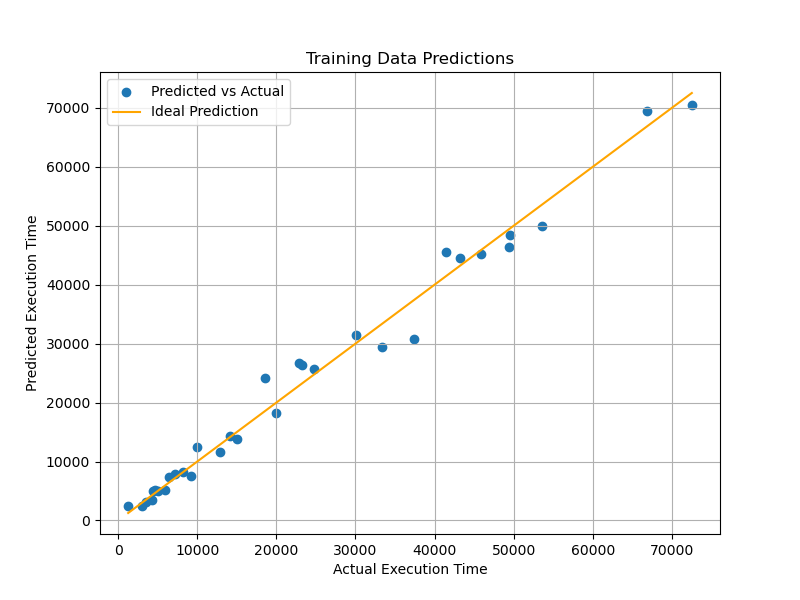 Training Data Predictions
Predicted vs Actual
Ideal Prediction
70000
60000
50000
40000
30000
20000
10000
0
Predicted Execution Time
0 10000 20000 30000 40000 50000 60000 70000
Actual Execution Time